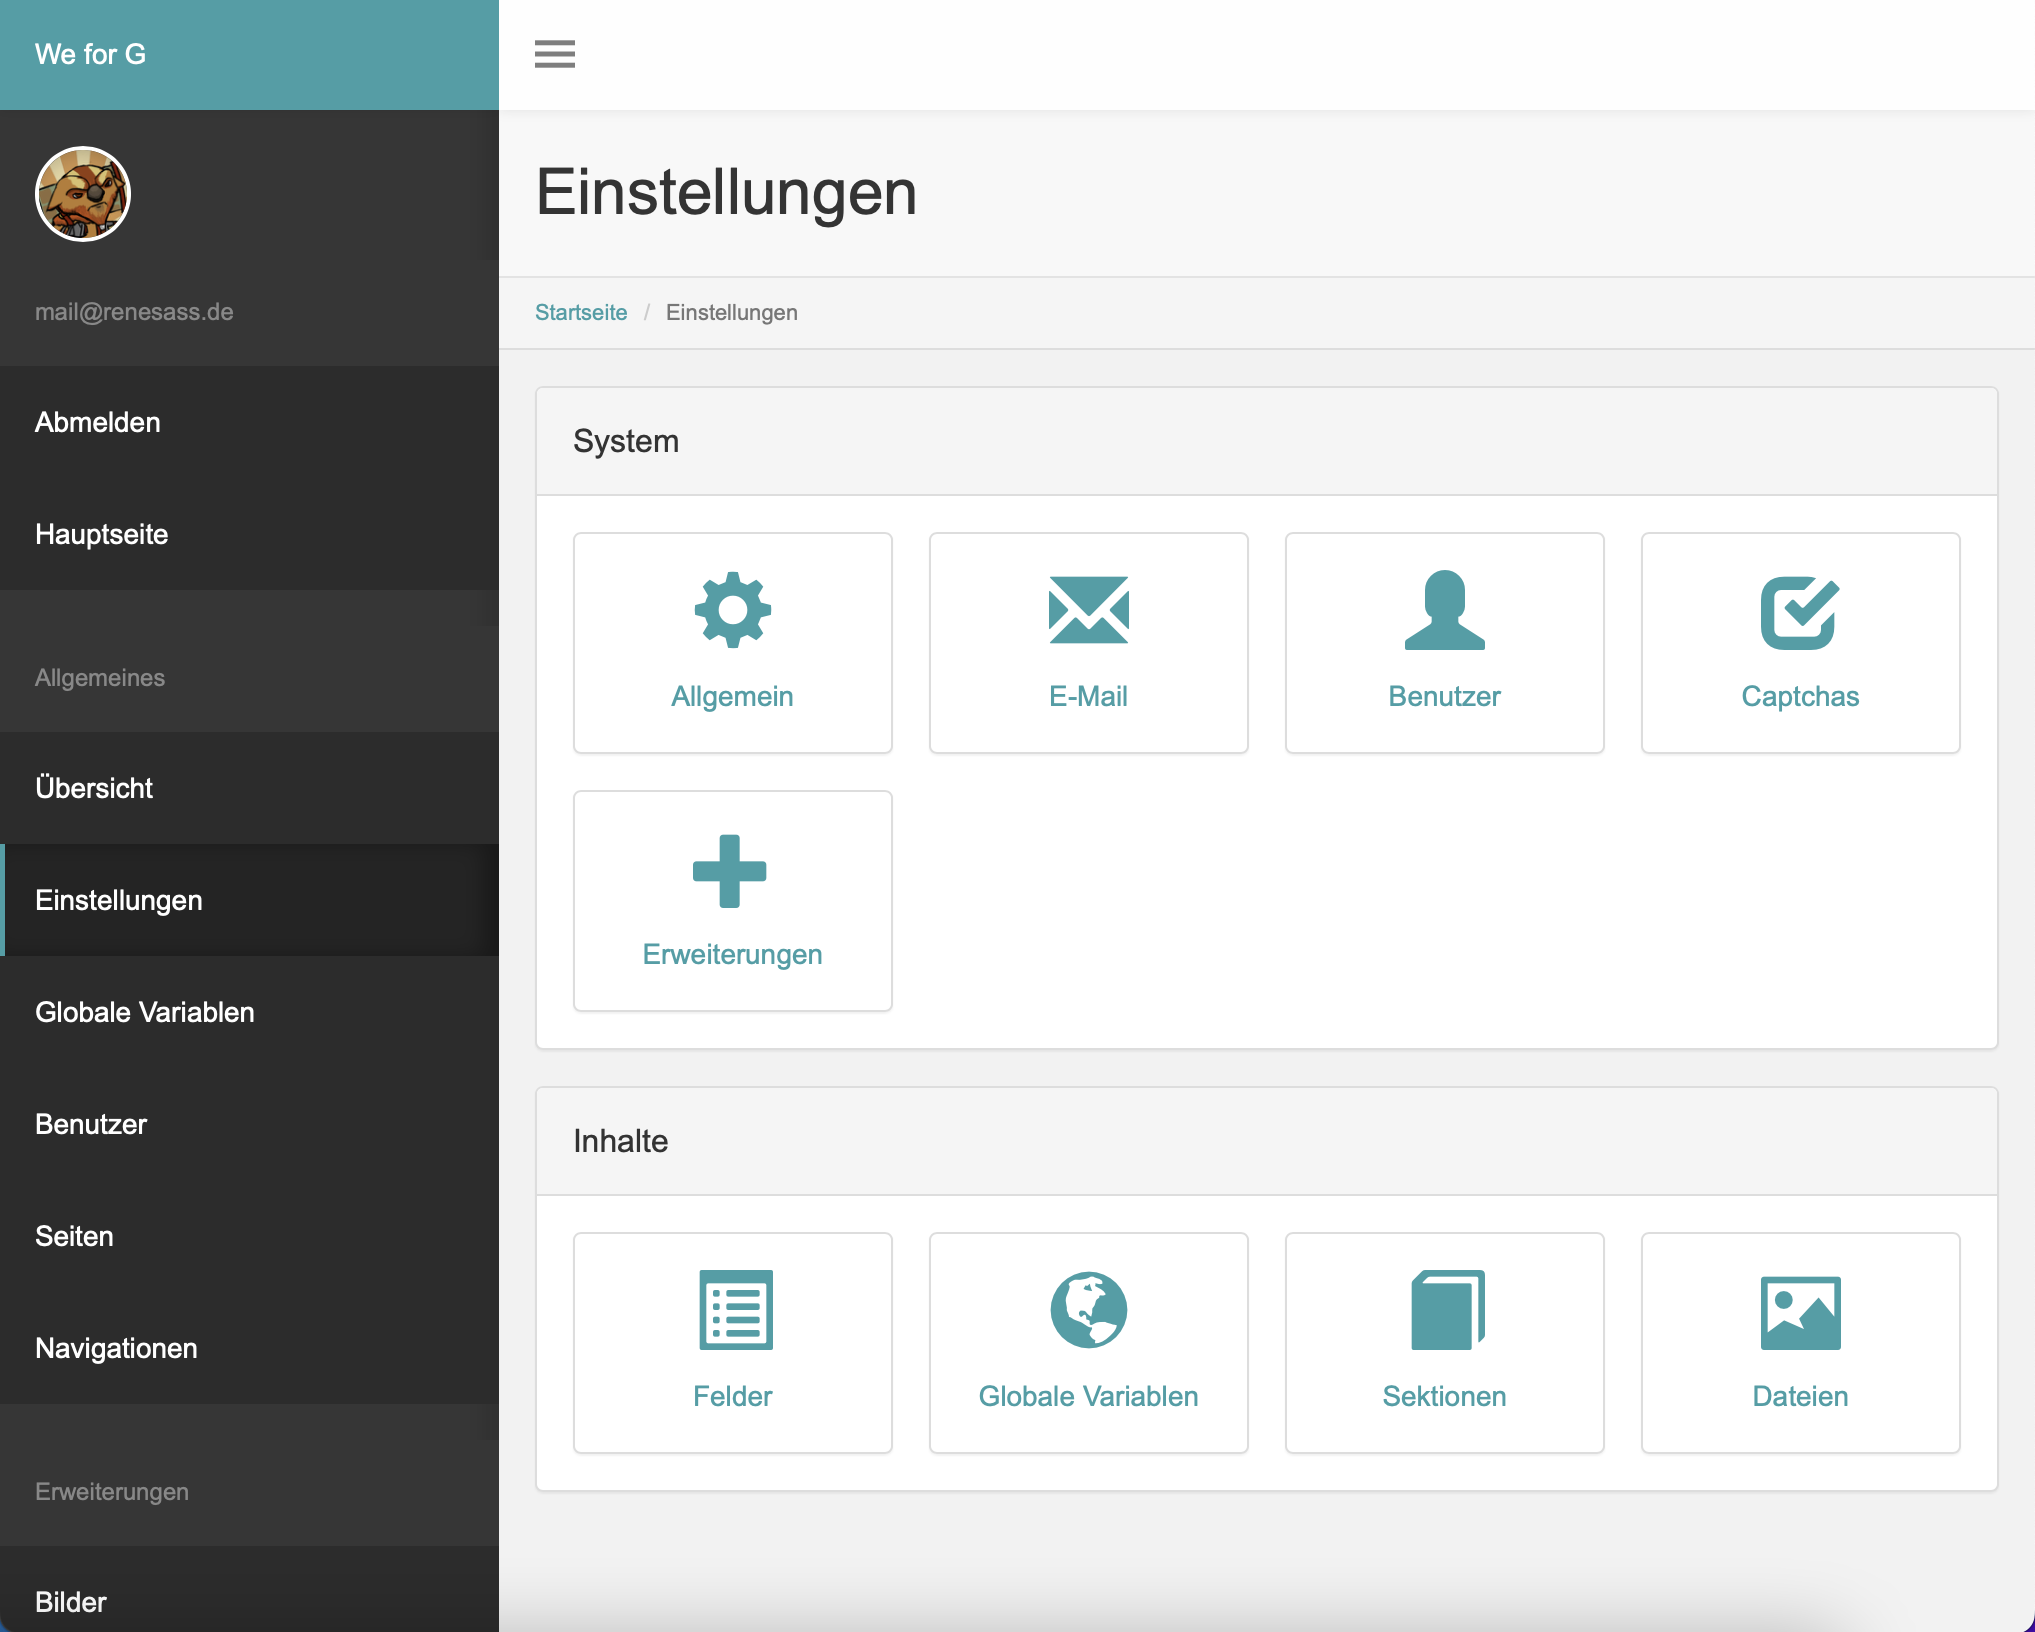 We for G
mail@renesass.de
Abmelden
Hauptseite
Allgemeines
Übersicht
Einstellungen
Globale Variablen
Benutzer
Seiten
Navigationen
Erweiterungen
Bilder
Einstellungen
Startseite / Einstellungen
System
Allgemein
E-Mail
Benutzer
Captchas
Erweiterungen
Inhalte
Felder
Globale Variablen
Sektionen
Dateien